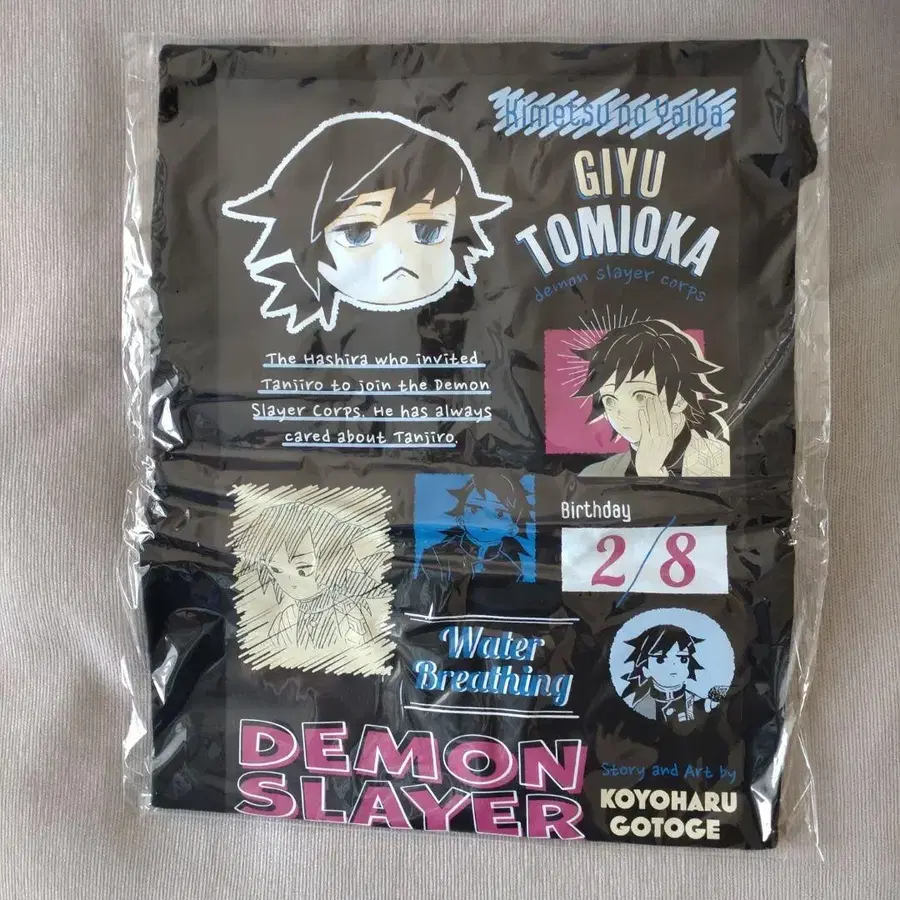 Kimetsu no Yaiba
GIYU
TOMIOKA
demon slayer corps
The Hashira who invited
Tanjiro to join the Demon
Slayer Corps. He has always
cared about Tanjiro.
Birthday
2/8
Water
Breathing
DEMON
SLAYER
Story and Art by
KOYOHARU
GOTOGE